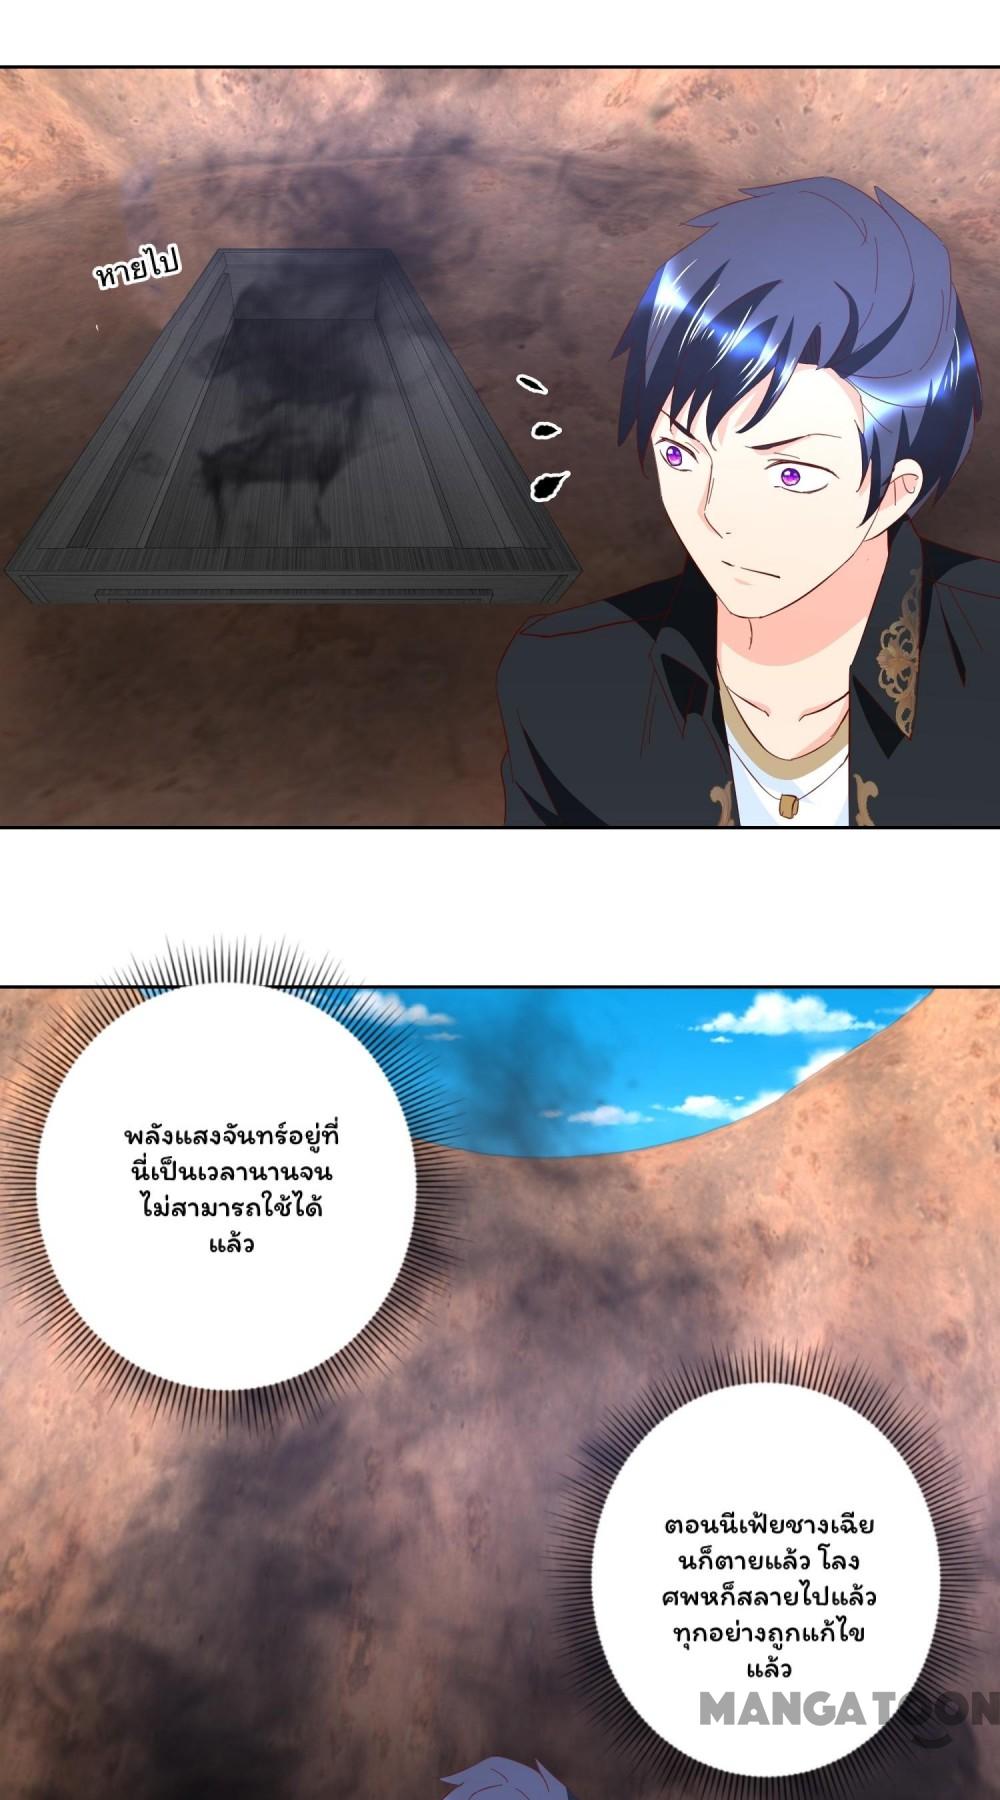 หายไป
พลังแสงจันทร์อยู่ที่
นี่เป็นเวลานานจน
ไม่สามารถใช้ได้
แล้ว
ตอนนี้เฟ้ยชางเฉีย
นก็ตายแล้ว โลง
ศพหก็สลายไปแล้ว
ทุกอย่างถูกแก้ไข
แล้ว
MANGATOON